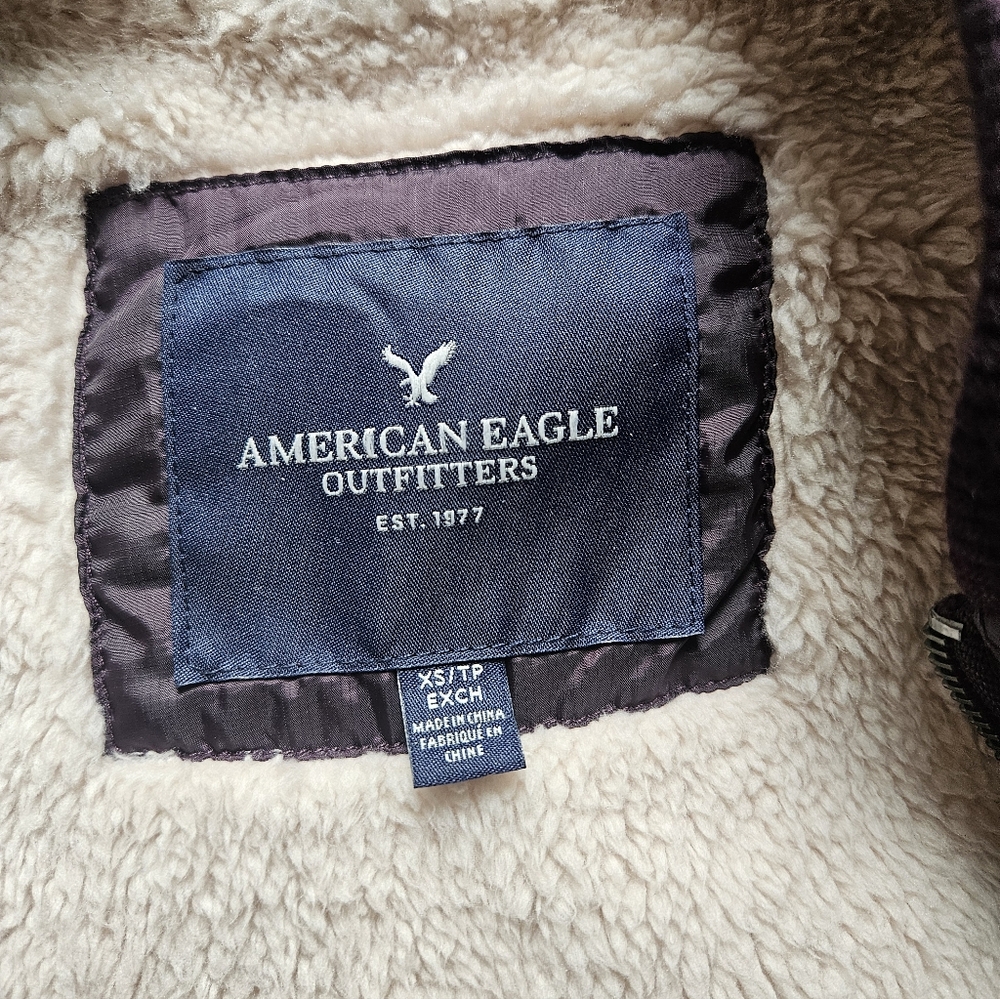 AMERICAN EAGLE
OUTFITTERS
EST. 1977
XS/TP
EXCH
MADE IN CHINA
FABRIQUÉ EN
CHINE